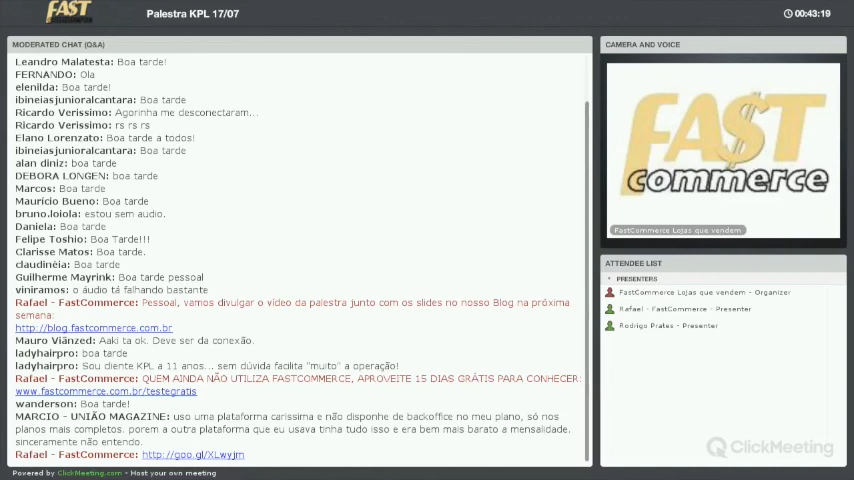 FAST
commerce
Palestra KPL 17/07
00:43:19
MODERATED CHAT (Q&A)
Leandro Malatesta: Boa tarde!
FERNANDO: Ola
elenilda: Boa tarde!
ibineiasjunioralcantara: Boa tarde
Ricardo Verissimo: Agorinha me desconectaram...
Ricardo Verissimo: rs rs rs
Elano Lorenzato: Boa tarde a todos!
ibineiasjunioralcantara: Boa tarde
alan diniz: boa tarde
DEBORA LONGEN: boa tarde
Marcos: Boa tarde
Maurício Bueno: Boa tarde
bruno.loiola: estou sem audio.
Daniela: Boa tarde
Felipe Toshio: Boa Tarde!!!
Clarisse Matos: Boa tarde.
claudinêia: Boa tarde
Guilherme Mayrink: Boa tarde pessoal
viniramos: o áudio tá falhando bastante
Rafael - FastCommerce: Pessoal, vamos divulgar o vídeo da palestra junto com os slides no nosso Blog na próxima
semana:
http://blog.fastcommerce.com.br
Mauro Viãnzed: Aaki ta ok. Deve ser da conexão.
ladyhairpro: boa tarde
ladyhairpro: Sou cliente KPL a 11 anos... sem dúvida facilita "muito" a operação!
Rafael - FastCommerce: QUEM AINDA NÃO UTILIZA FASTCOMMERCE, APROVEITE 15 DIAS GRÁTIS PARA CONHECER:
www.fastcommerce.com.br/testegratis
wanderson: Boa tarde!
MARCIO - UNIÃO MAGAZINE: uso uma plataforma carissima e não disponhe de backoffice no meu plano, só nos
planos mais completos. porem a outra plataforma que eu usava tinha tudo isso e era bem mais barato a mensalidade.
sinceramente não entendo.
Rafael - FastCommerce: http://goo.gl/XLwyjm
CAMERA AND VOICE
FAST
commerce
FastCommerce Lojas que vendem
ATTENDEE LIST
PRESENTERS
FastCommerce Lojas que vendem - Organizer
Rafael - FastCommerce - Presenter
Rodrigo Prates - Presenter
ClickMeeting
Powered by ClickMeeting.com - Host your own meeting